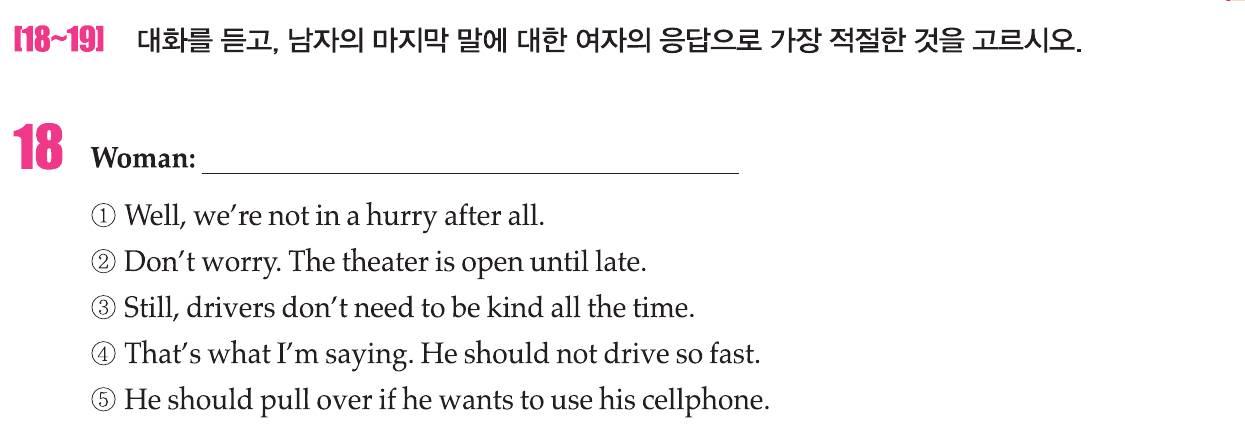 [18~19] 대화를 듣고, 남자의 마지막 말에 대한 여자의 응답으로 가장 적절한 것을 고르시오.
18 Woman:
① Well, we're not in a hurry after all.
② Don't worry. The theater is open until late.
③ Still, drivers don't need to be kind all the time.
④ That's what I'm saying. He should not drive so fast.
⑤ He should pull over if he wants to use his cellphone.